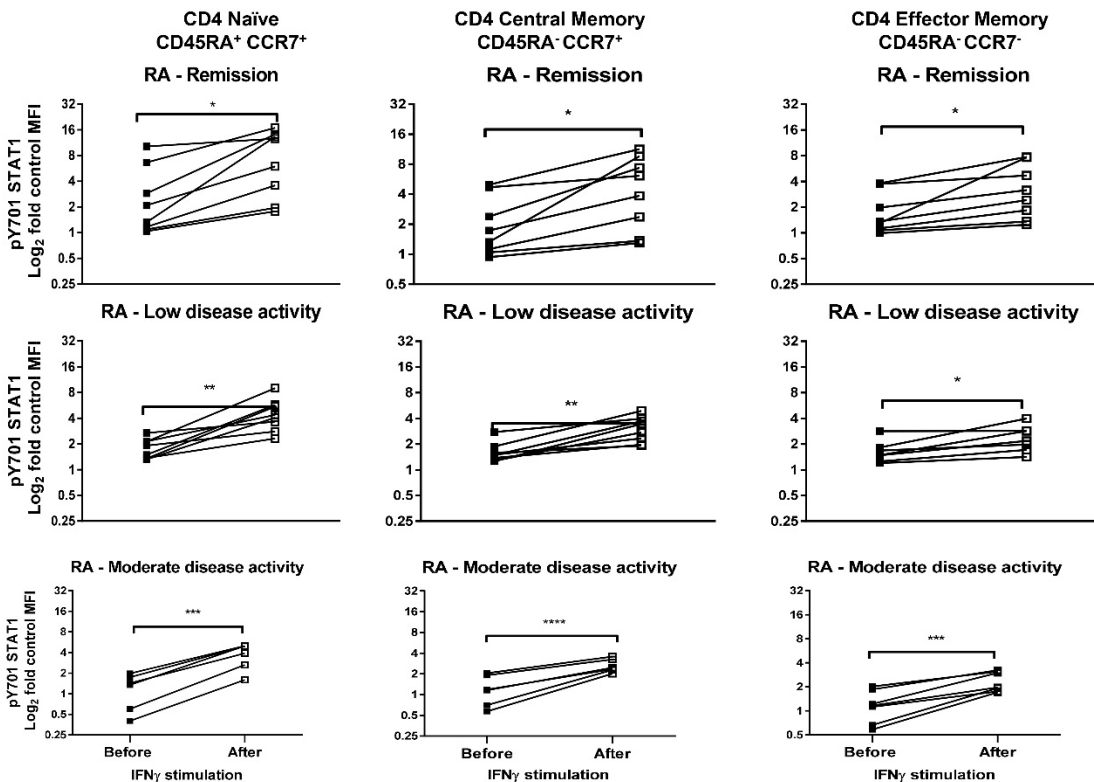 CD4 Naïve
CD45RA⁺ CCR7⁺
CD4 Central Memory
CD45RA⁻ CCR7⁺
CD4 Effector Memory
CD45RA⁻ CCR7⁻
RA - Remission
RA - Remission
RA - Remission
pY701 STAT1
Log₂ fold control MFI
32
16
8
4
2
1
0.5
0.25
*
32
16
8
4
2
1
0.5
*
32
16
8
4
2
1
0.5
0.25
*
RA - Low disease activity
RA - Low disease activity
RA - Low disease activity
pY701 STAT1
Log₂ fold control MFI
32
16
8
4
2
1
0.5
0.25
**
32
16
8
4
2
1
0.5
0.25
**
32
16
8
4
2
1
0.5
0.25
*
RA - Moderate disease activity
RA - Moderate disease activity
RA - Moderate disease activity
pY701 STAT1
Log₂ fold control MFI
32
16
8
4
2
1
0.5
0.25
***
32
16
8
4
2
1
0.5
0.25
****
32
16
8
4
2
1
0.5
***
Before
After
Before
After
Before
After
IFNγ stimulation
IFNγ stimulation
IFNγ stimulation